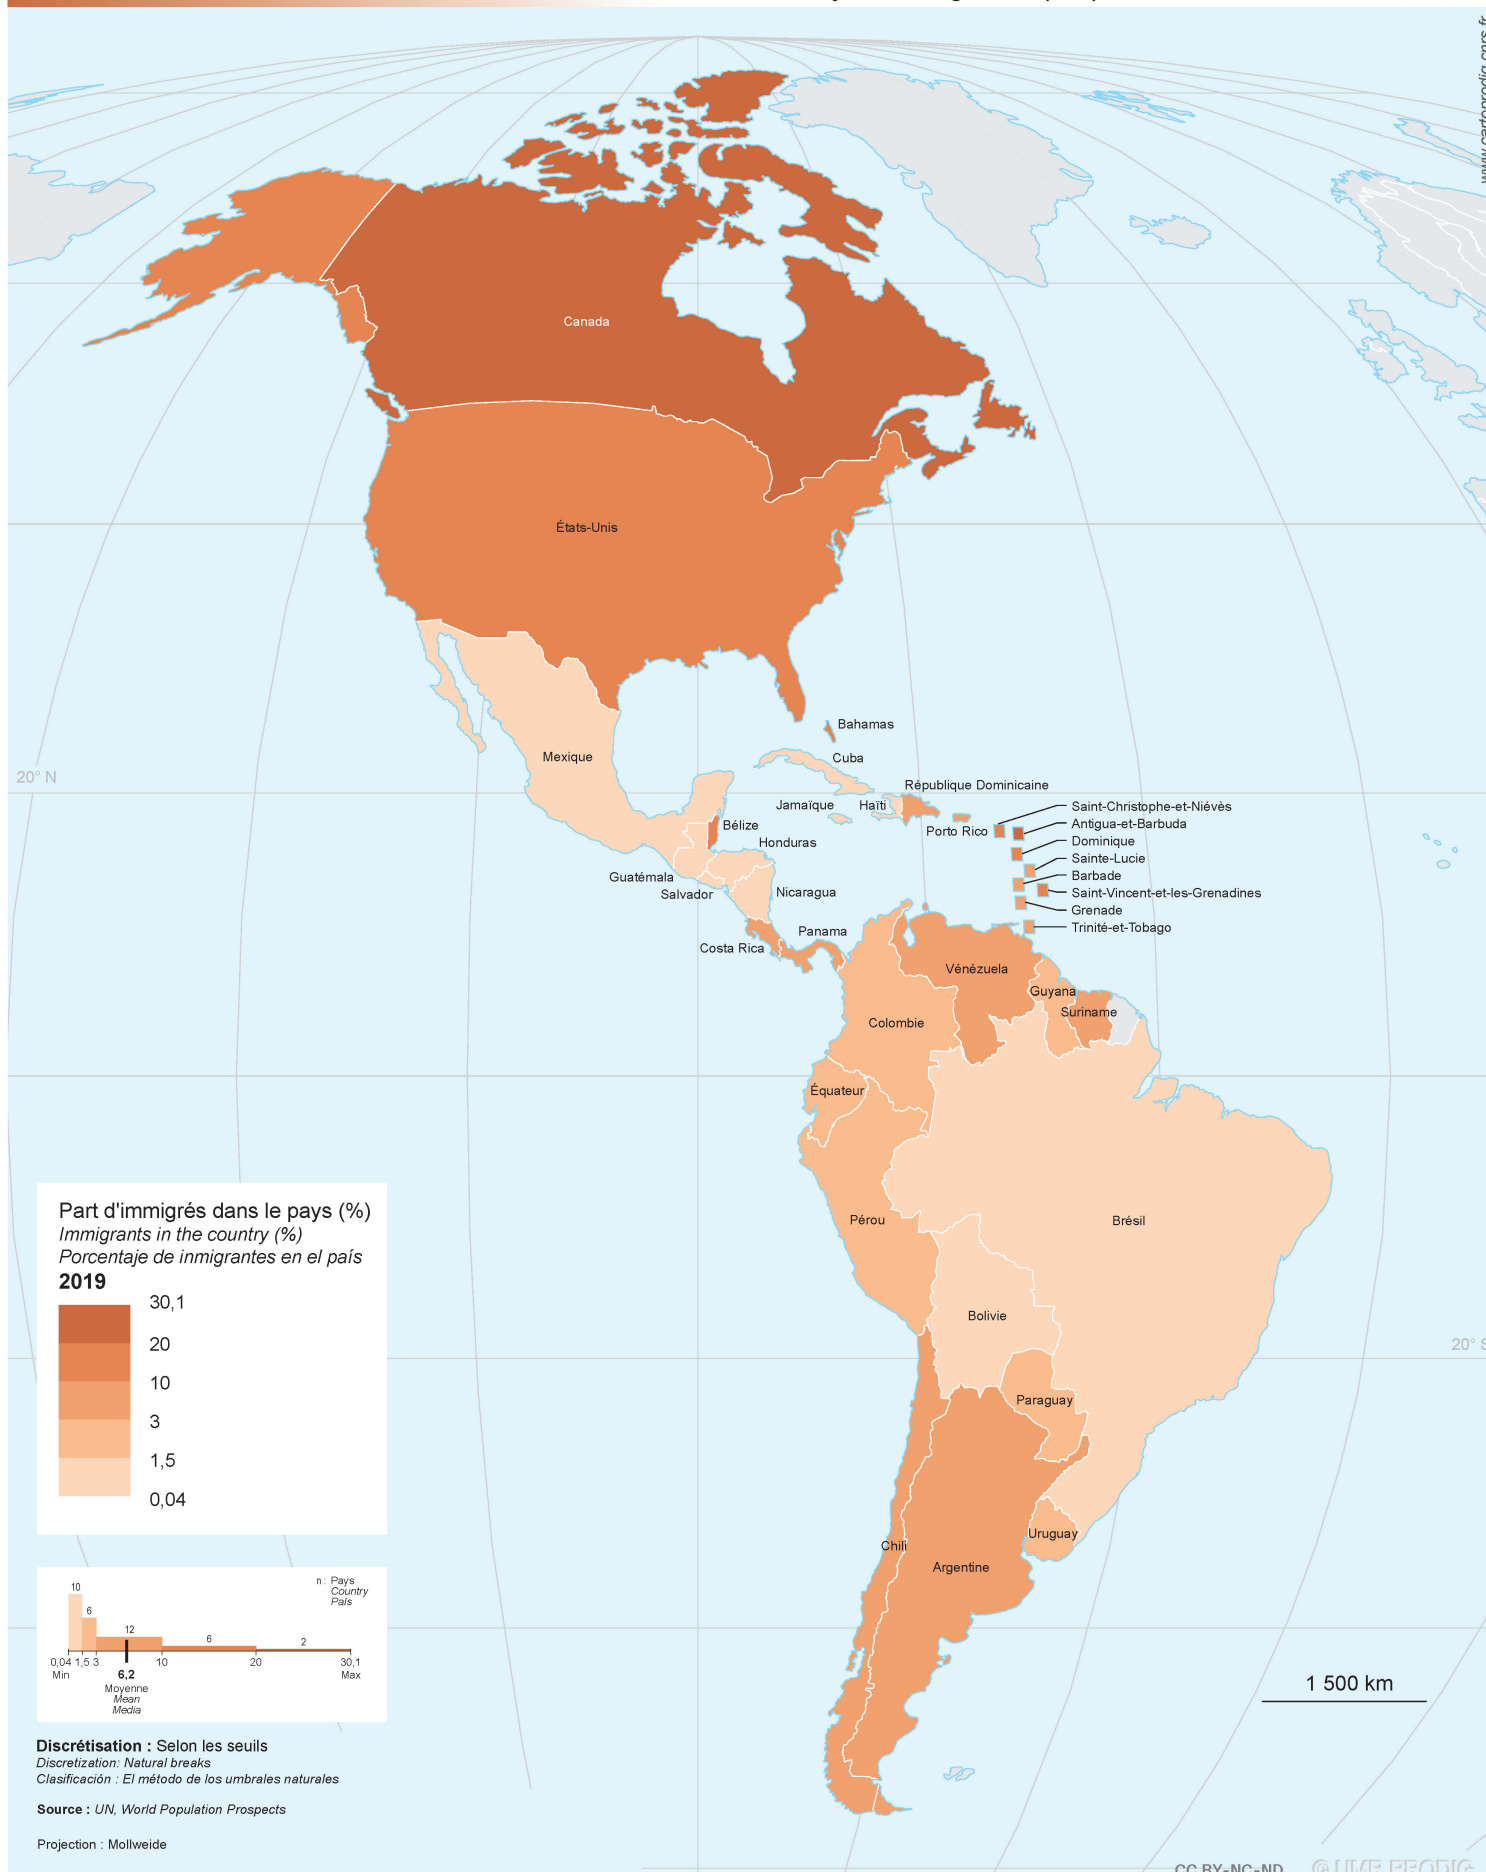 Canada
États-Unis
Mexique
Bahamas
Cuba
20° N
République Dominicaine
Jamaïque
Haïti
Porto Rico
Saint-Christophe-et-Niévès
Antigua-et-Barbuda
Dominique
Sainte-Lucie
Barbade
Saint-Vincent-et-les-Grenadines
Grenade
Trinité-et-Tobago
Bélize
Honduras
Guatémala
Salvador
Nicaragua
Costa Rica
Panama
Vénézuela
Guyana
Suriname
Colombie
Équateur
Pérou
Brésil
Bolivie
20° S
Paraguay
Uruguay
Chili
Argentine
Part d'immigrés dans le pays (%)
Immigrants in the country (%)
Porcentaje de inmigrantes en el país
2019
30,1
20
10
3
1,5
0,04
n : Pays
Country
País
10
6
12
6
2
0,04 1,5 3 10 20 30,1
Min 6,2 Max
Moyenne
Mean
Media
1 500 km
Discrétisation : Selon les seuils
Discretization: Natural breaks
Clasificación : El método de los umbrales naturales
Source : UN, World Population Prospects
Projection : Mollweide
CC BY-NC-ND © UMR PRODIG